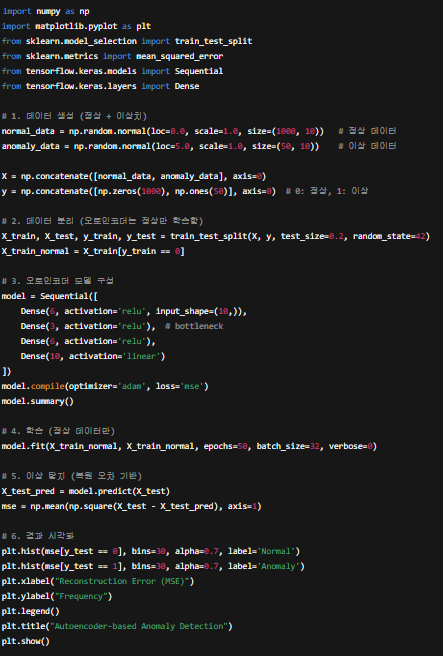 import numpy as np
import matplotlib.pyplot as plt
from sklearn.model_selection import train_test_split
from sklearn.metrics import mean_squared_error
from tensorflow.keras.models import Sequential
from tensorflow.keras.layers import Dense

# 1. 데이터 생성 (정상 + 이상치)
normal_data = np.random.normal(loc=0.0, scale=1.0, size=(1000, 10))   # 정상 데이터
anomaly_data = np.random.normal(loc=5.0, scale=1.0, size=(50, 10))    # 이상 데이터

X = np.concatenate([normal_data, anomaly_data], axis=0)
y = np.concatenate([np.zeros(1000), np.ones(50)], axis=0)  # 0: 정상, 1: 이상

# 2. 데이터 분리 (오토인코더는 정상만 학습함)
X_train, X_test, y_train, y_test = train_test_split(X, y, test_size=0.2, random_state=42)
X_train_normal = X_train[y_train == 0]

# 3. 오토인코더 모델 구성
model = Sequential([
    Dense(6, activation='relu', input_shape=(10,)),
    Dense(3, activation='relu'),  # bottleneck
    Dense(6, activation='relu'),
    Dense(10, activation='linear')
])
model.compile(optimizer='adam', loss='mse')
model.summary()

# 4. 학습 (정상 데이터만)
model.fit(X_train_normal, X_train_normal, epochs=50, batch_size=32, verbose=0)

# 5. 이상 탐지 (복원 오차 기반)
X_test_pred = model.predict(X_test)
mse = np.mean(np.square(X_test - X_test_pred), axis=1)

# 6. 결과 시각화
plt.hist(mse[y_test == 0], bins=30, alpha=0.7, label='Normal')
plt.hist(mse[y_test == 1], bins=30, alpha=0.7, label='Anomaly')
plt.xlabel("Reconstruction Error (MSE)")
plt.ylabel("Frequency")
plt.legend()
plt.title("Autoencoder-based Anomaly Detection")
plt.show()